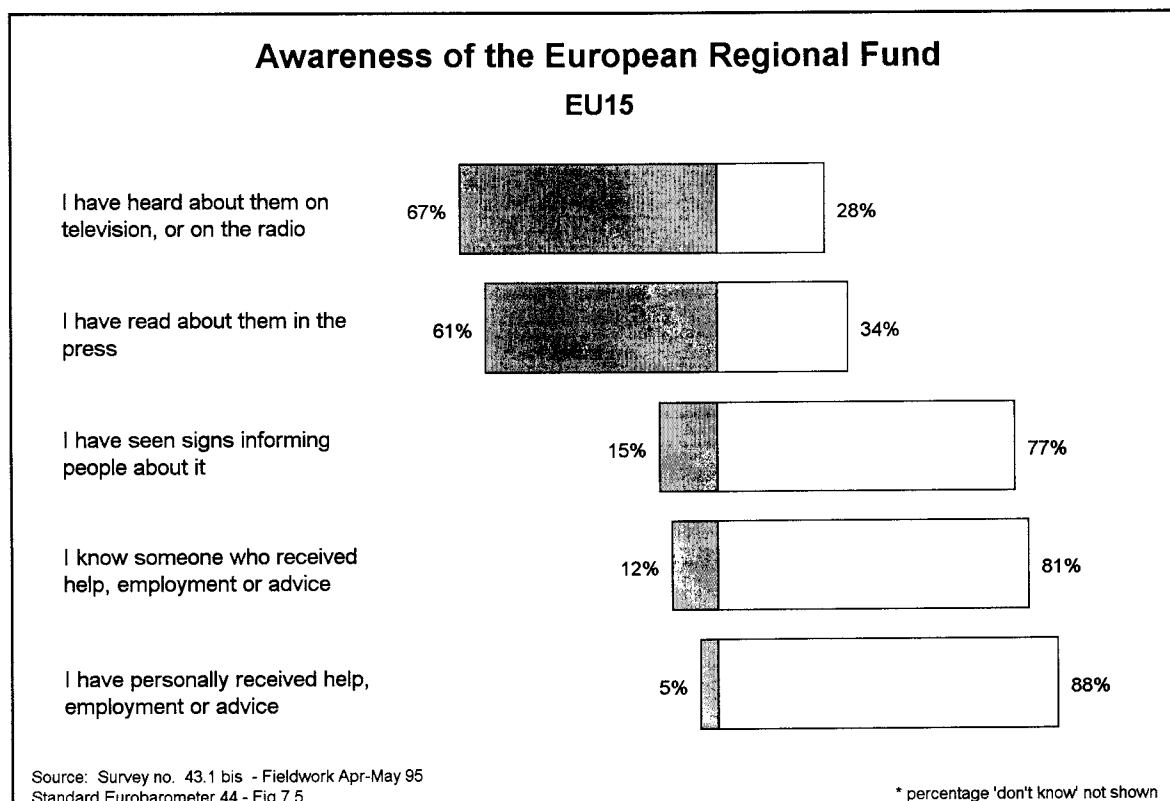 Awareness of the European Regional Fund
EU15
I have heard about them on
television, or on the radio
67%
28%
I have read about them in the
press
61%
34%
I have seen signs informing
people about it
15%
77%
I know someone who received
help, employment or advice
12%
81%
I have personally received help,
employment or advice
5%
88%
Source: Survey no. 43.1 bis - Fieldwork Apr-May 95
Standard Eurobarometer 44 - Fig 7.5
* percentage 'don't know' not shown